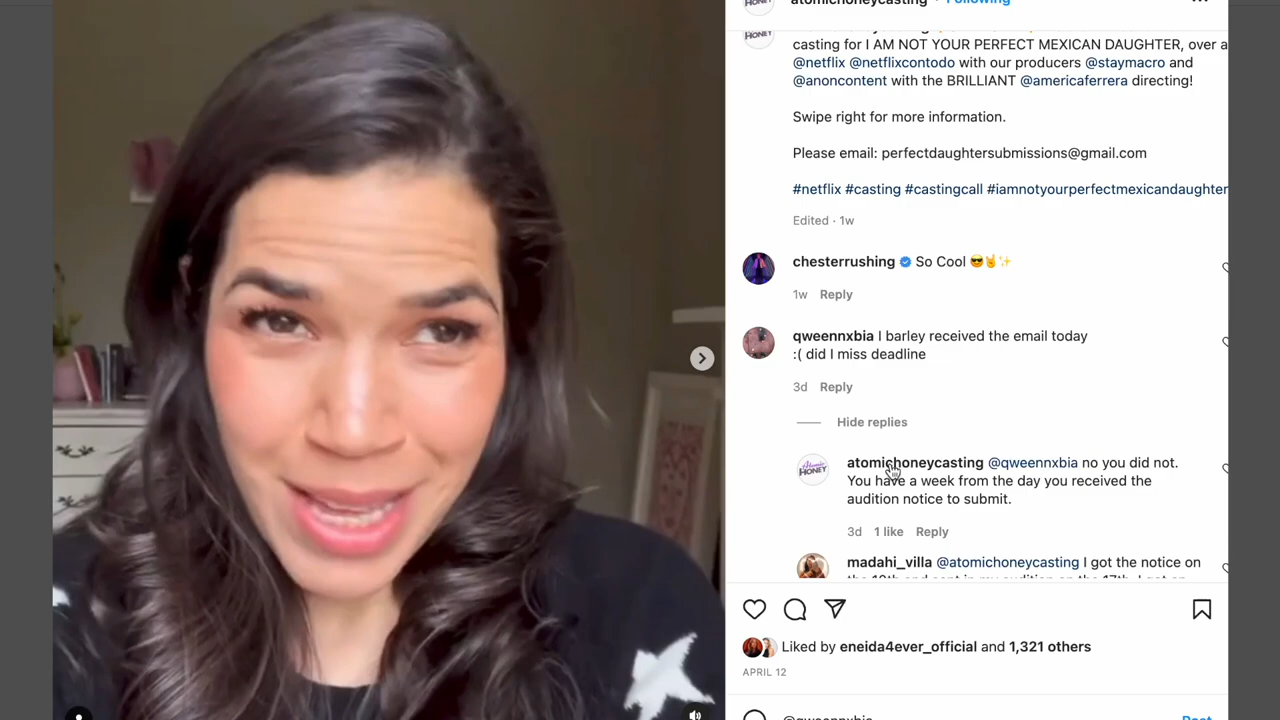 atomichoneycasting • Following
HONEY
casting for I AM NOT YOUR PERFECT MEXICAN DAUGHTER, over a
@netflix @netflixcontodo with our producers @staymacro and
@anoncontent with the BRILLIANT @americaferrera directing!
Swipe right for more information.
Please email: perfectdaughtersubmissions@gmail.com
#netflix #casting #castingcall #iamnotyourperfectmexicandaughter
Edited · 1w
chesterrushing So Cool 😎🤘✨
1w Reply
qweennxbia I barley received the email today
:( did I miss deadline
3d Reply
Hide replies
Atomic
HONEY
atomichoneycasting @qweennxbia no you did not.
You have a week from the day you received the
audition notice to submit.
3d 1 like Reply
madahi_villa @atomichoneycasting I got the notice on
Liked by eneida4ever_official and 1,321 others
APRIL 12
@qweennxbia
Post